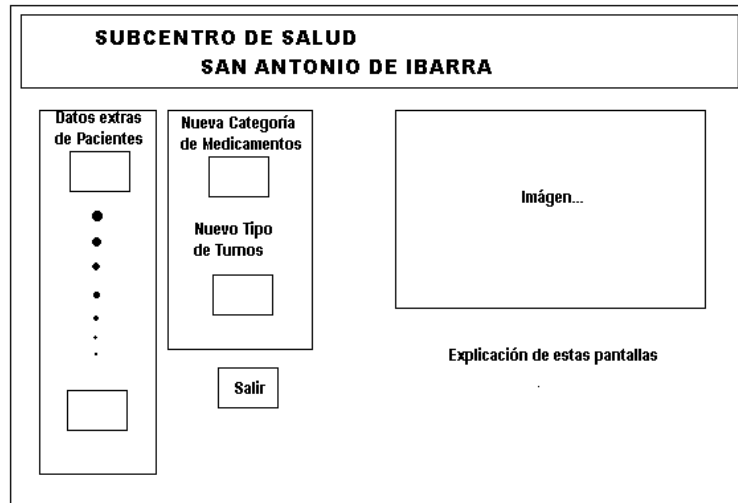 SUBCENTRO DE SALUD
SAN ANTONIO DE IBARRA
Datos extras
de Pacientes
Nueva Categoría
de Medicamentos
Nuevo Tipo
de Turnos
Salir
Imágen...
Explicación de estas pantallas